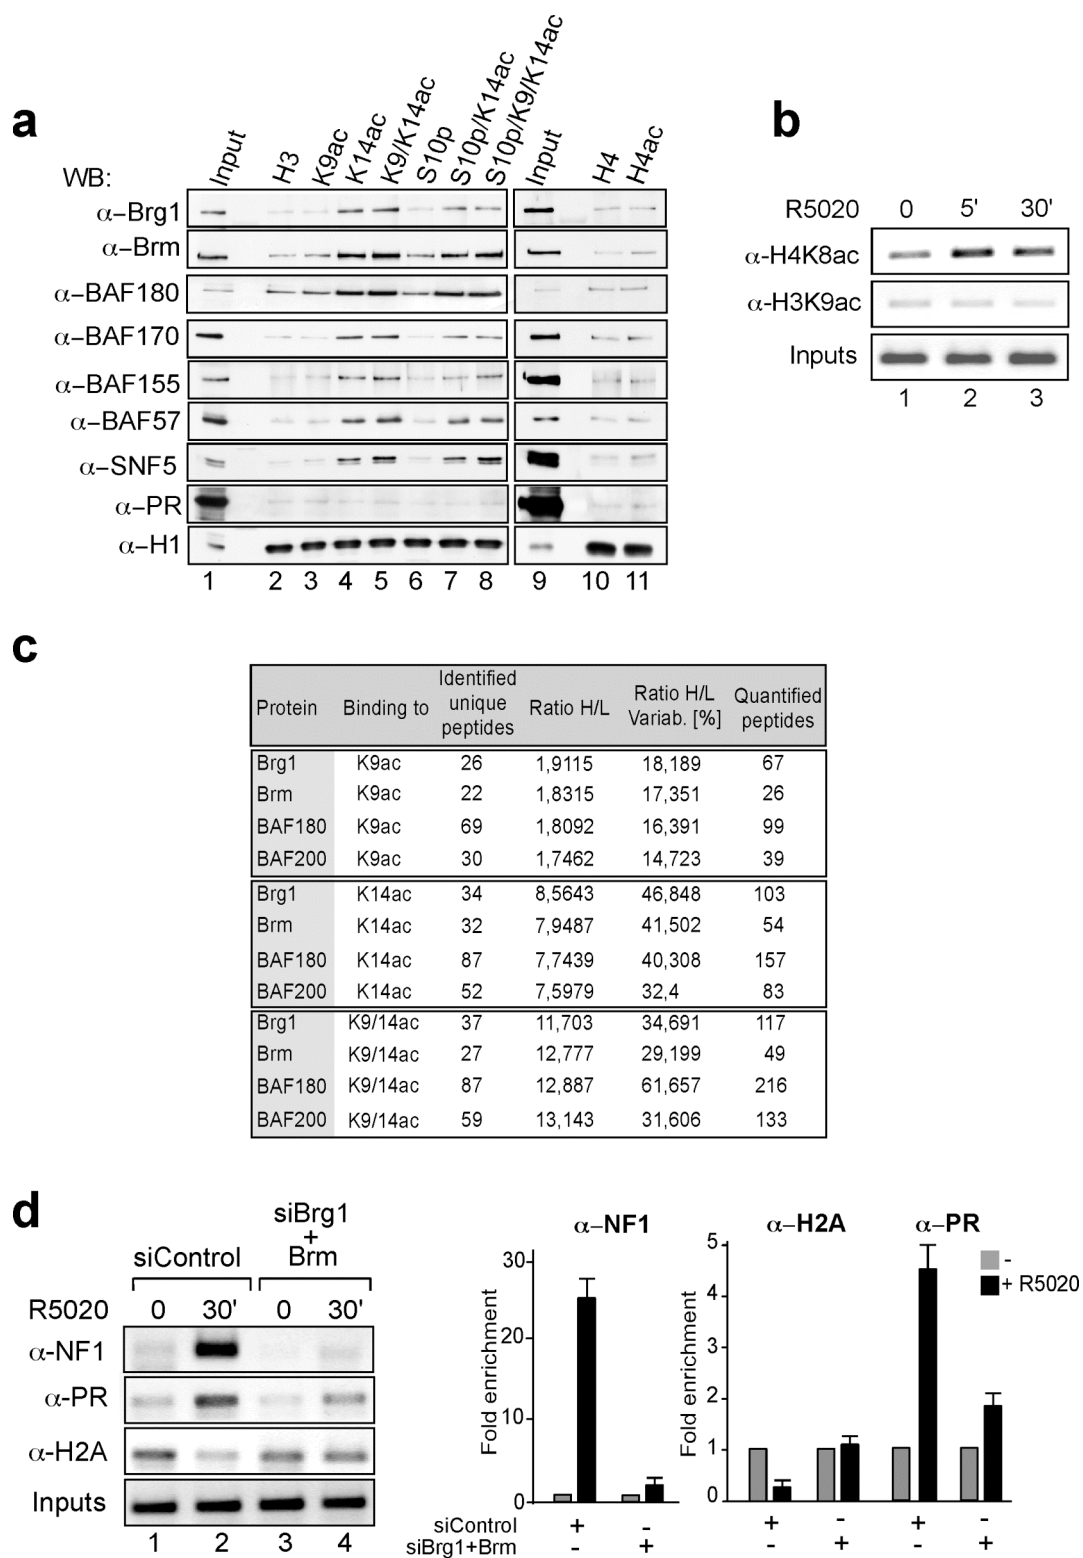 a
WB:
Input
H3
K9ac
K14ac
K9/K14ac
S10p
S10p/K14ac
S10p/K9/K14ac
Input
H4
H4ac
α–Brg1
α–Brm
α–BAF180
α–BAF170
α–BAF155
α–BAF57
α–SNF5
α–PR
α–H1
1 2 3 4 5 6 7 8 9 10 11
b
R5020 0 5' 30'
α-H4K8ac
α-H3K9ac
Inputs
1 2 3
c
Protein Binding to Identified unique peptides Ratio H/L Ratio H/L Variab. [%] Quantified peptides
Brg1 K9ac 26 1,9115 18,189 67
Brm K9ac 22 1,8315 17,351 26
BAF180 K9ac 69 1,8092 16,391 99
BAF200 K9ac 30 1,7462 14,723 39
Brg1 K14ac 34 8,5643 46,848 103
Brm K14ac 32 7,9487 41,502 54
BAF180 K14ac 87 7,7439 40,308 157
BAF200 K14ac 52 7,5979 32,4 83
Brg1 K9/14ac 37 11,703 34,691 117
Brm K9/14ac 27 12,777 29,199 49
BAF180 K9/14ac 87 12,887 61,657 216
BAF200 K9/14ac 59 13,143 31,606 133
d
siBrg1
+
siControl Brm
R5020 0 30' 0 30'
α-NF1
α-PR
α-H2A
Inputs
1 2 3 4
α–NF1
Fold enrichment
30
20
10
0
siControl + -
siBrg1+Brm - +
α–H2A α–PR
-
+ R5020
Fold enrichment
5
4
3
2
1
0
+ - + -
- + - +